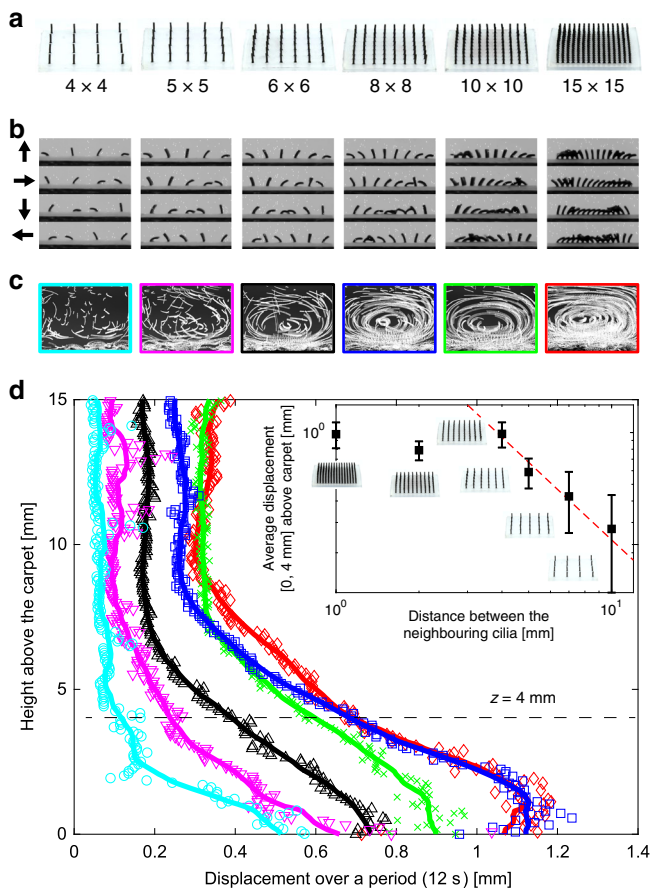 a
4 × 4
5 × 5
6 × 6
8 × 8
10 × 10
15 × 15
b
c
d
15
10
5
0
Height above the carpet [mm]
0
0.2
0.4
0.6
0.8
1
1.2
1.4
Displacement over a period (12 s) [mm]
z = 4 mm
Average displacement
[0, 4 mm] above carpet [mm]
10⁰
10⁰
10¹
Distance between the
neighbouring cilia [mm]